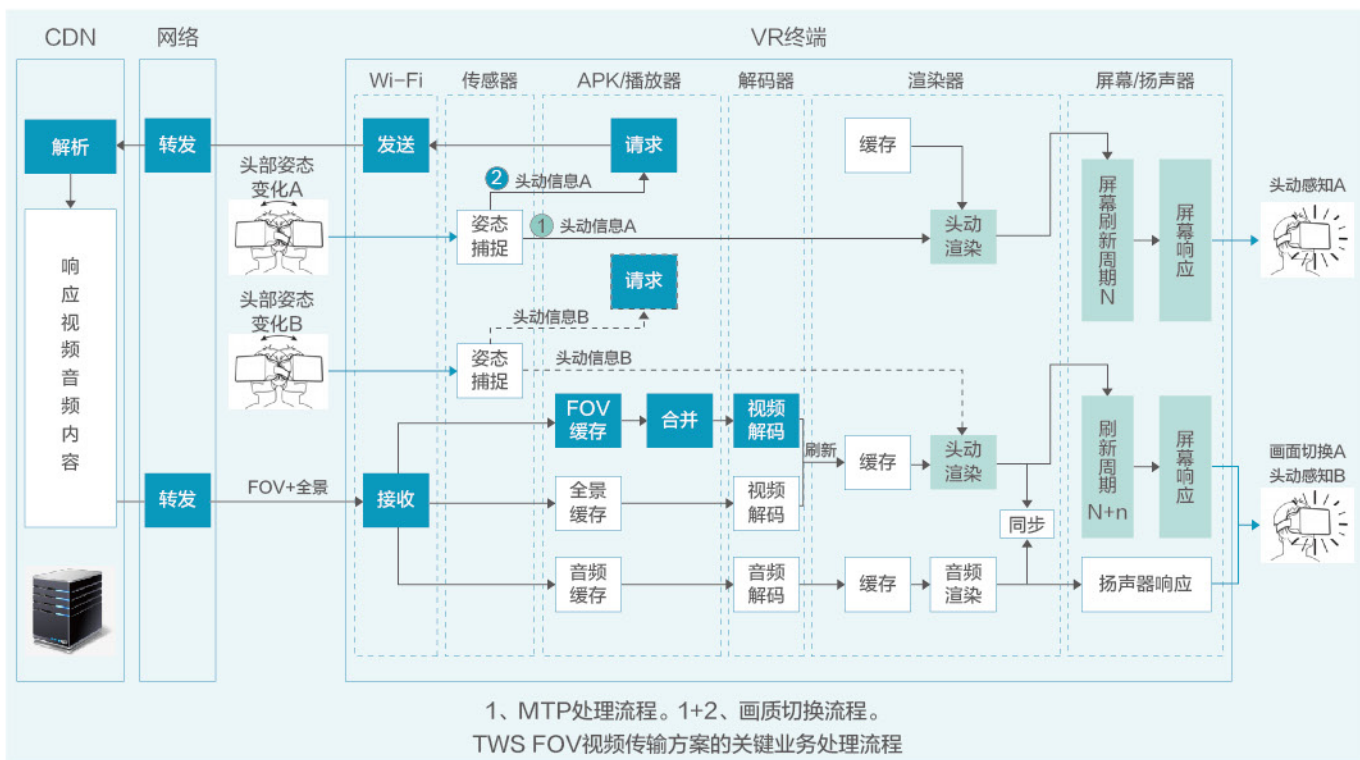 CDN
网络
VR终端
Wi-Fi
传感器
APK/播放器
解码器
渲染器
屏幕/扬声器
解析
转发
发送
请求
缓存
头部姿态
变化A
2
头动信息A
姿态
捕捉
1
头动信息A
头动
渲染
屏幕刷新周期N
屏幕响应
头动感知A
响应视频音频内容
请求
头部姿态
变化B
头动信息B
姿态
捕捉
头动信息B
FOV
缓存
合并
视频
解码
刷新
缓存
头动
渲染
刷新周期N+n
屏幕响应
画面切换A
头动感知B
转发
FOV+全景
接收
全景
缓存
视频
解码
同步
音频
缓存
音频
解码
缓存
音频
渲染
扬声器响应
1、MTP处理流程。1+2、画质切换流程。
TWS FOV视频传输方案的关键业务处理流程